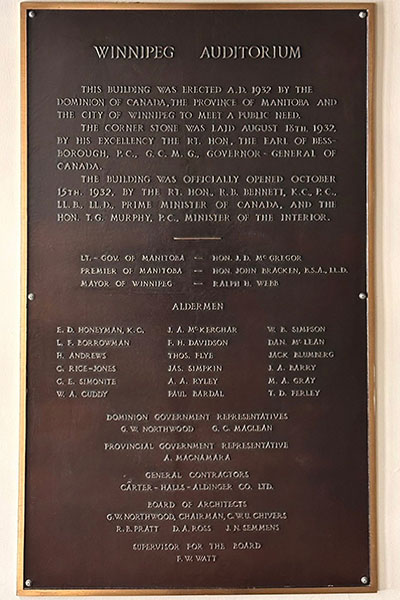 WINNIPEG AUDITORIUM
THIS BUILDING WAS ERECTED A.D. 1932 BY THE
DOMINION OF CANADA, THE PROVINCE OF MANITOBA AND
THE CITY OF WINNIPEG TO MEET A PUBLIC NEED.
THE CORNER STONE WAS LAID AUGUST 18TH, 1932,
BY HIS EXCELLENCY THE RT. HON. THE EARL OF BESS-
BOROUGH, P.C., G.C.M.G., GOVERNOR-GENERAL OF
CANADA.
THE BUILDING WAS OFFICIALLY OPENED OCTOBER
15TH, 1932, BY THE RT. HON., R.B. BENNETT, K.C., P.C.,
LL.B., LL.D., PRIME MINISTER OF CANADA, AND THE
HON. T.G. MURPHY, P.C., MINISTER OF THE INTERIOR.
LT.-GOV. OF MANITOBA — HON. J.D. McGREGOR
PREMIER OF MANITOBA — HON. JOHN BRACKEN, B.S.A., LL.D.
MAYOR OF WINNIPEG — RALPH H. WEBB
ALDERMEN
E. D. HONEYMAN, K.C. J. A. McKERCHAR W. B. SIMPSON
L. F. BORROWMAN F. H. DAVIDSON DAN. McLEAN
H. ANDREWS THOS. FLYE JACK BLUMBERG
C. RICE-JONES JAS. SIMPKIN J. A. BARRY
G. E. SIMONITE A. A. RYLEY M. A. GRAY
W. A. CUDDY PAUL BARDAL T. D. FERLEY
DOMINION GOVERNMENT REPRESENTATIVES
G.W. NORTHWOOD G. C. MACLEAN
PROVINCIAL GOVERNMENT REPRESENTATIVE
A. MACNAMARA
GENERAL CONTRACTORS
CARTER-HALLS-ALDINGER CO. LTD.
BOARD OF ARCHITECTS
G.W. NORTHWOOD, CHAIRMAN, C.W.U. CHIVERS
R.B. PRATT D.A. ROSS J.N. SEMMENS
SUPERVISOR FOR THE BOARD
F.W. WATT